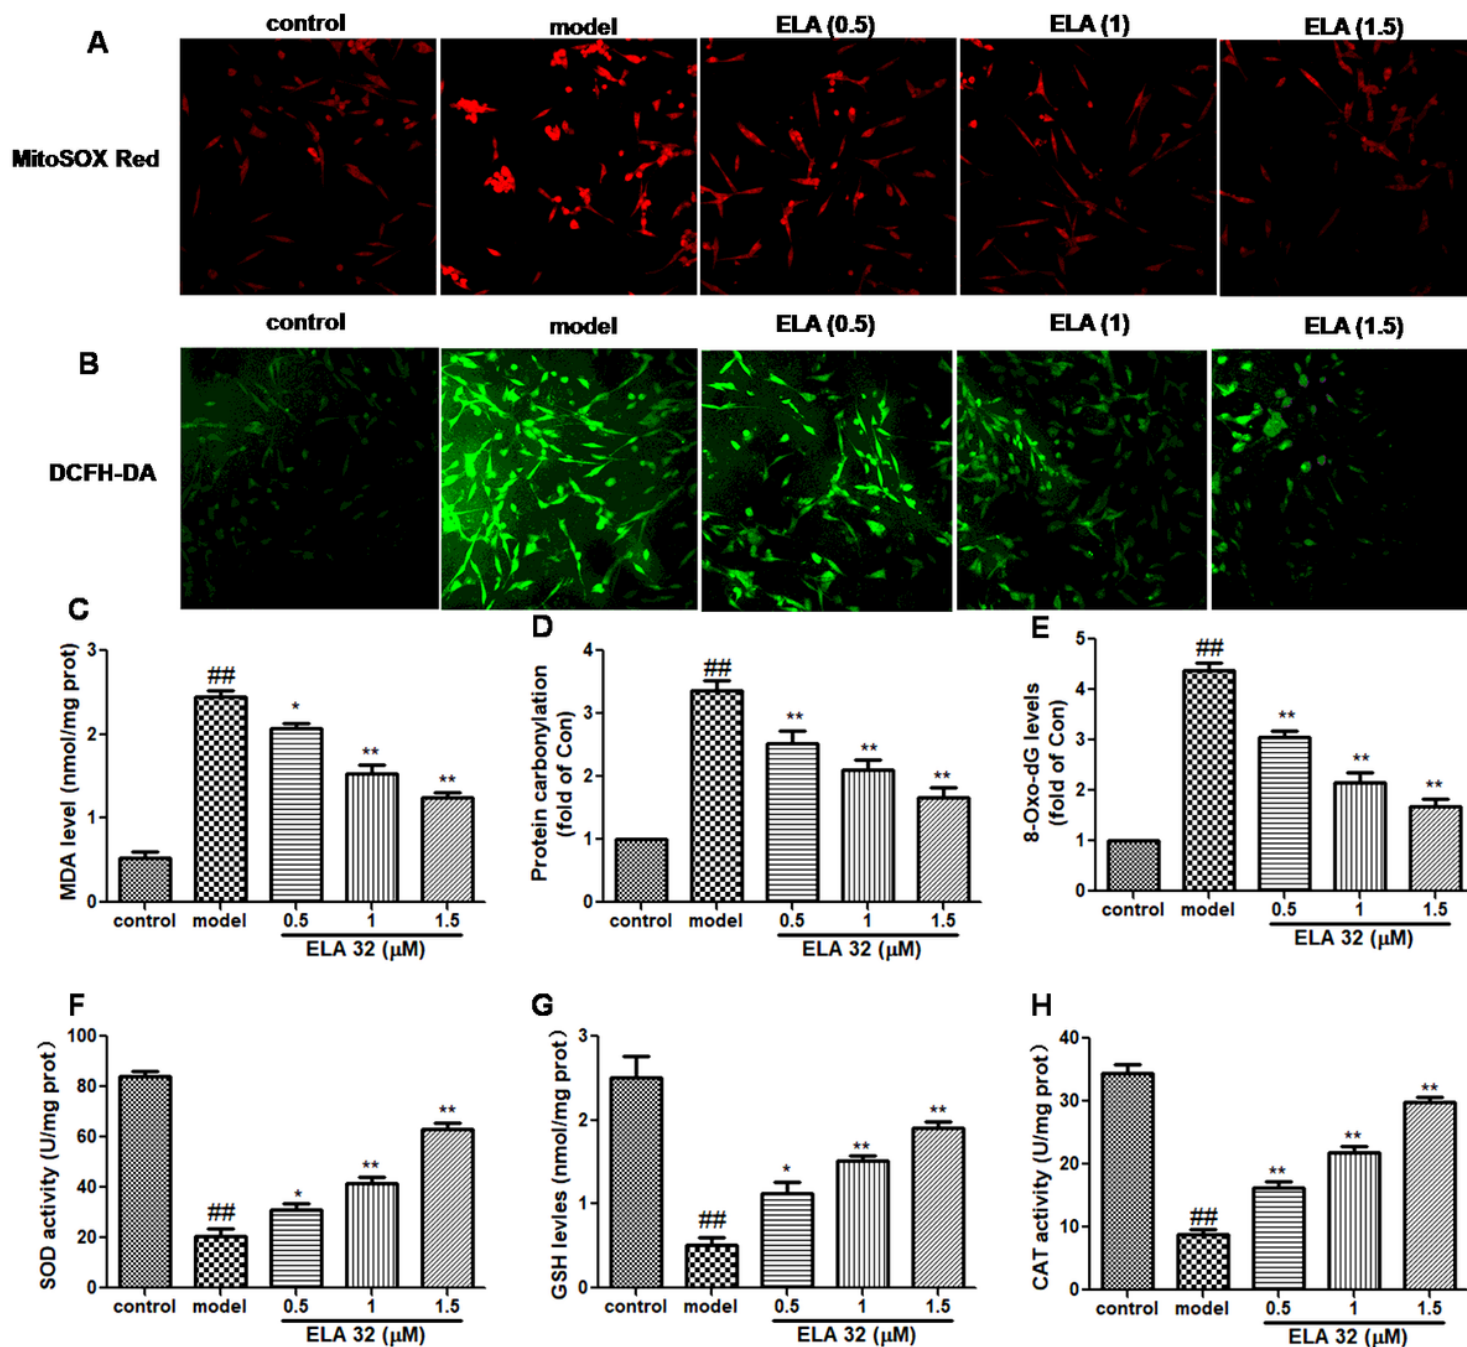 A
control
model
ELA (0.5)
ELA (1)
ELA (1.5)
MitoSOX Red
B
control
model
ELA (0.5)
ELA (1)
ELA (1.5)
DCFH-DA
C
MDA level (nmol/mg prot)
3
2
1
0
##
*
**
**
control
model
0.5
1
1.5
ELA 32 (μM)
D
Protein carbonylation
(fold of Con)
4
3
2
1
0
##
**
**
**
control
model
0.5
1
1.5
ELA 32 (μM)
E
8-Oxo-dG levels
(fold of Con)
5
4
3
2
1
0
##
**
**
**
control
model
0.5
1
1.5
ELA 32 (μM)
F
SOD activity (U/mg prot)
100
80
60
40
20
0
##
*
**
**
control
model
0.5
1
1.5
ELA 32 (μM)
G
GSH levles (nmol/mg prot)
3
2
1
0
##
*
**
**
control
model
0.5
1
1.5
ELA 32 (μM)
H
CAT activity (U/mg prot)
40
30
20
10
0
##
**
**
**
control
model
0.5
1
1.5
ELA 32 (μM)